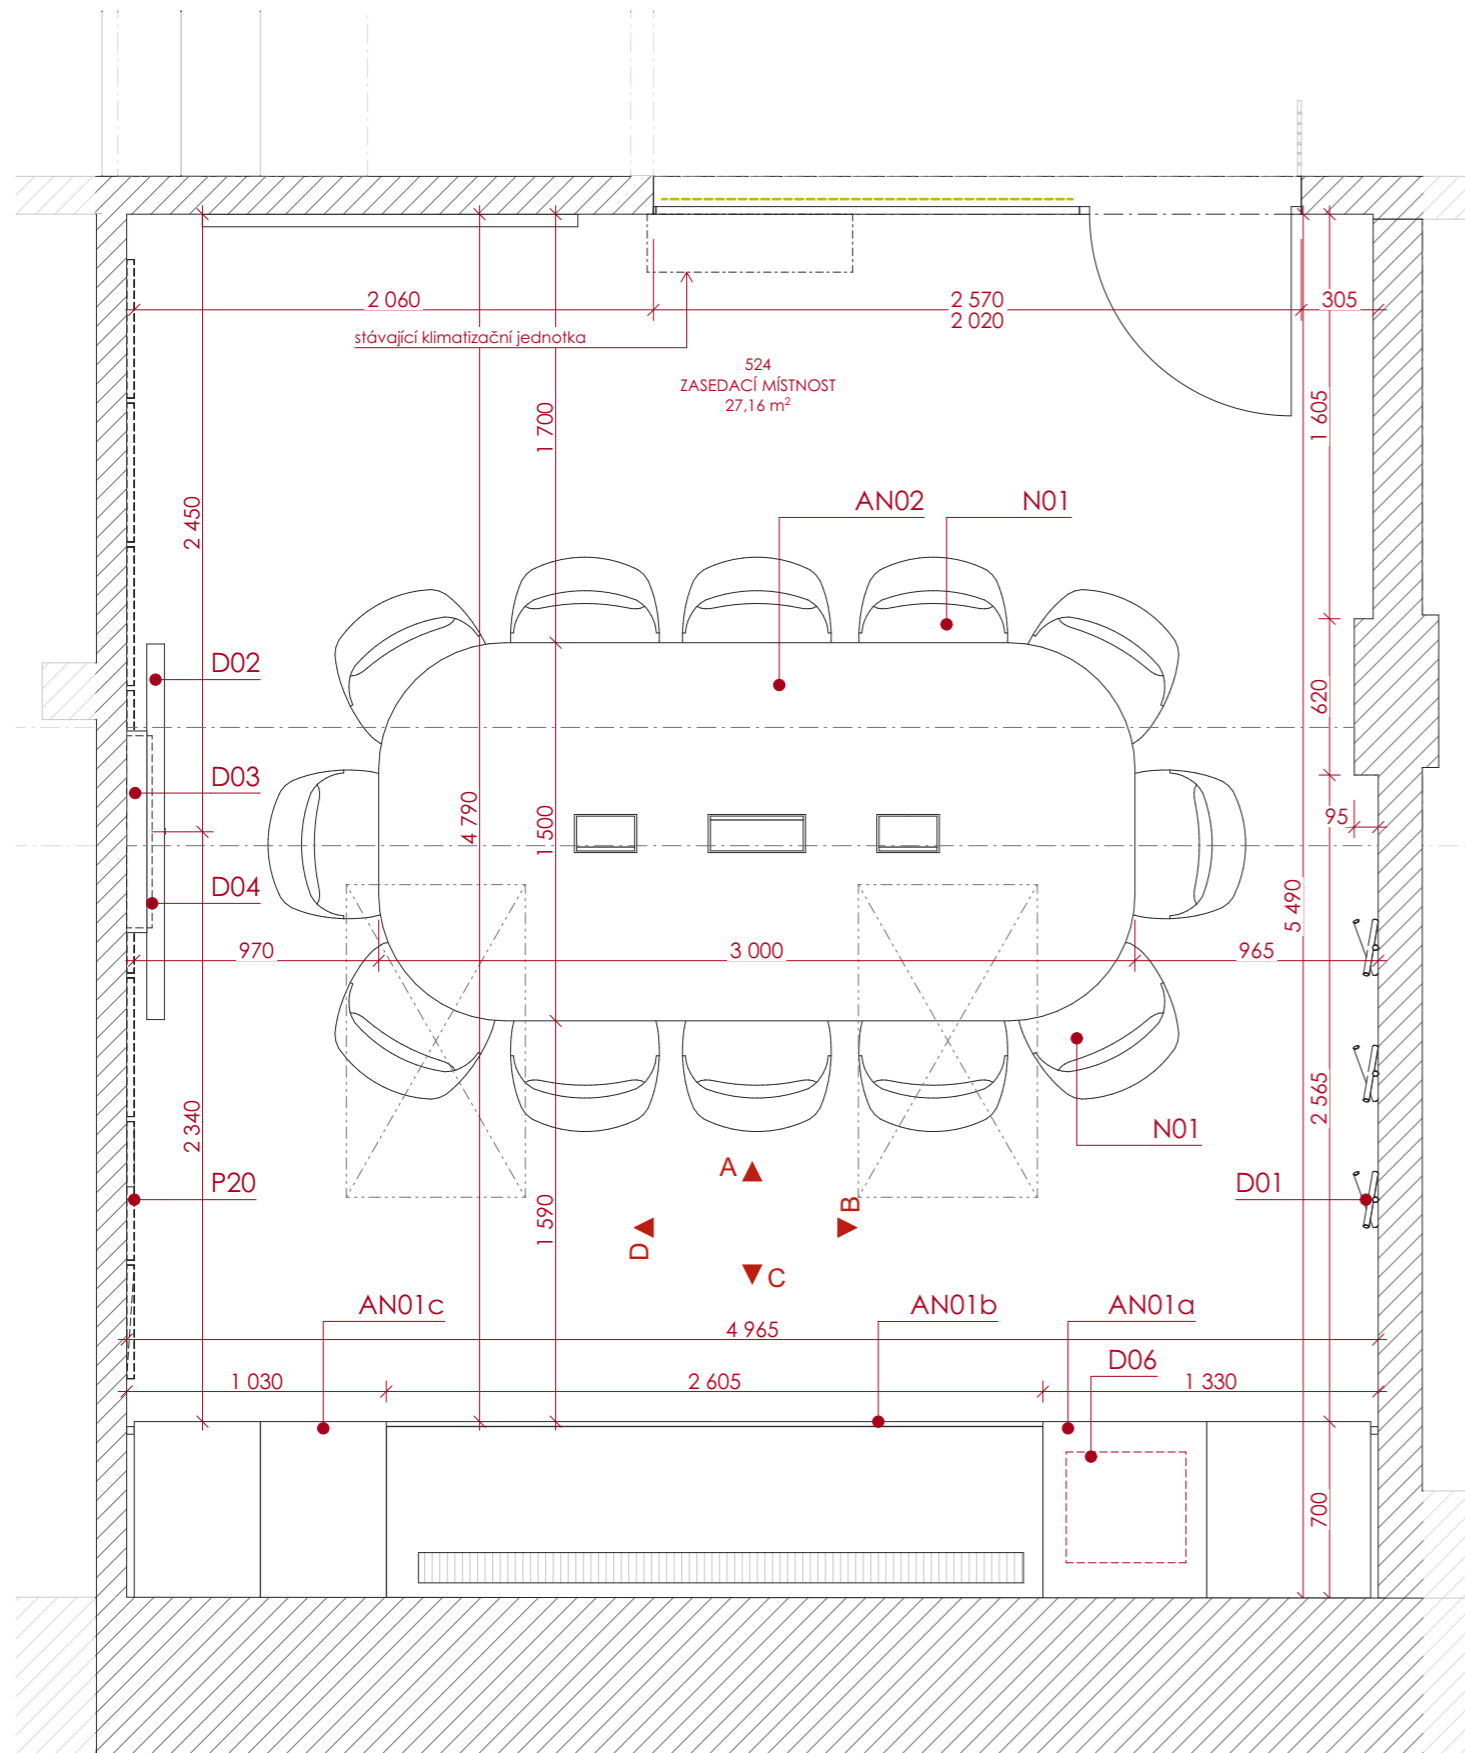 2 060
2 570
2 020
305
stávající klimatizační jednotka
524
ZASEDACÍ MÍSTNOST
27,16 m²
1 605
1 700
2 450
AN02
N01
D02
620
D03
4 790
1 500
95
D04
5 490
970
3 000
965
2 340
2 565
N01
A
P20
D01
1 590
B
D
C
AN01c
AN01b
AN01a
4 965
D06
1 030
2 605
1 330
700